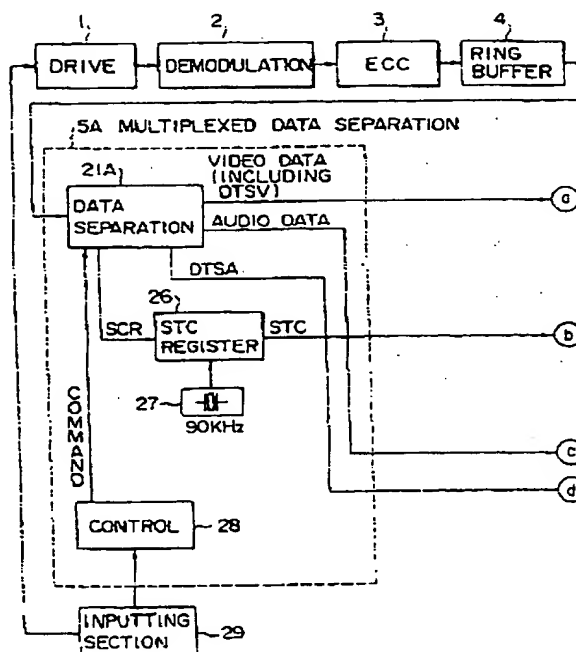 1
2
3
4
DRIVE
DEMODULATION
ECC
RING
BUFFER
5A MULTIPLEXED DATA SEPARATION
21A
VIDEO DATA
(INCLUDING
DTSV)
a
DATA
SEPARATION
AUDIO DATA
DTSA
26
SCR
STC
REGISTER
STC
b
27
90KHz
COMMAND
c
d
CONTROL
28
INPUTTING
SECTION
29